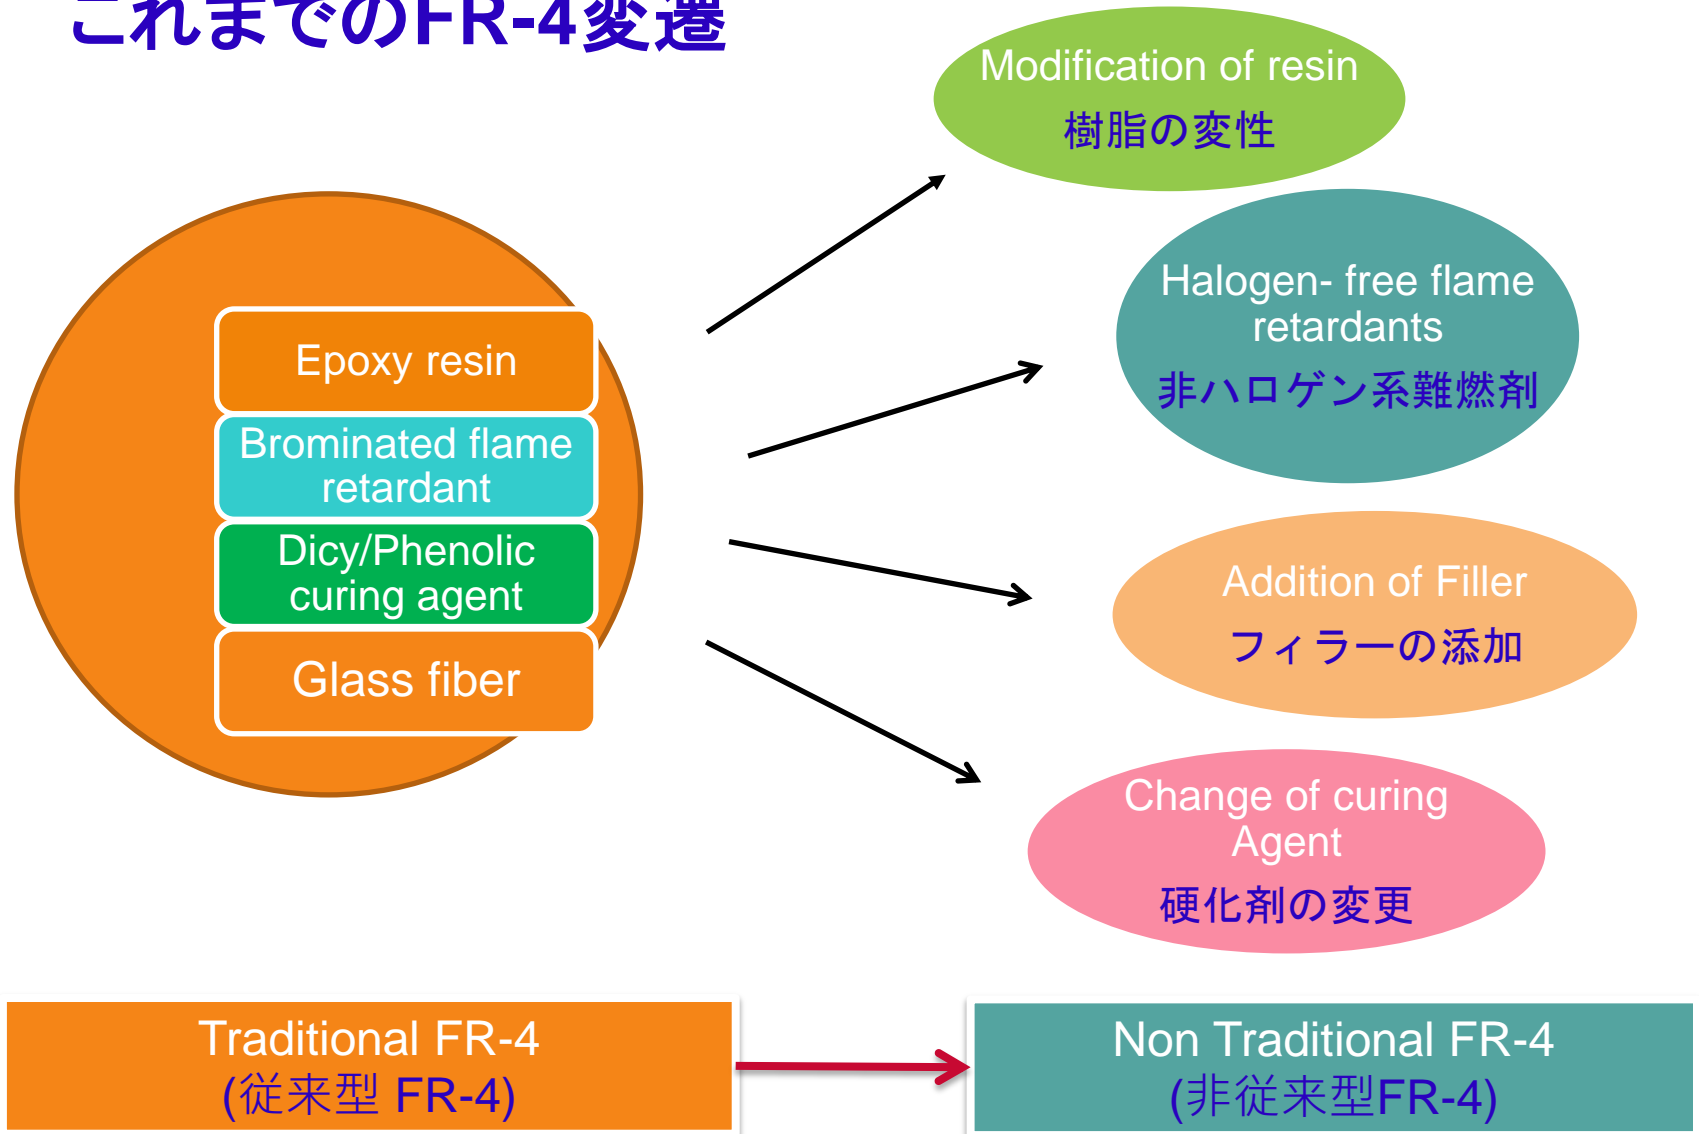 これまでのFR-4変遷
Modification of resin
樹脂の変性
Halogen- free flame
retardants
非ハロゲン系難燃剤
Epoxy resin
Brominated flame
retardant
Dicy/Phenolic
curing agent
Glass fiber
Addition of Filler
フィラーの添加
Change of curing
Agent
硬化剤の変更
Traditional FR-4
(従来型 FR-4)
Non Traditional FR-4
(非従来型FR-4)